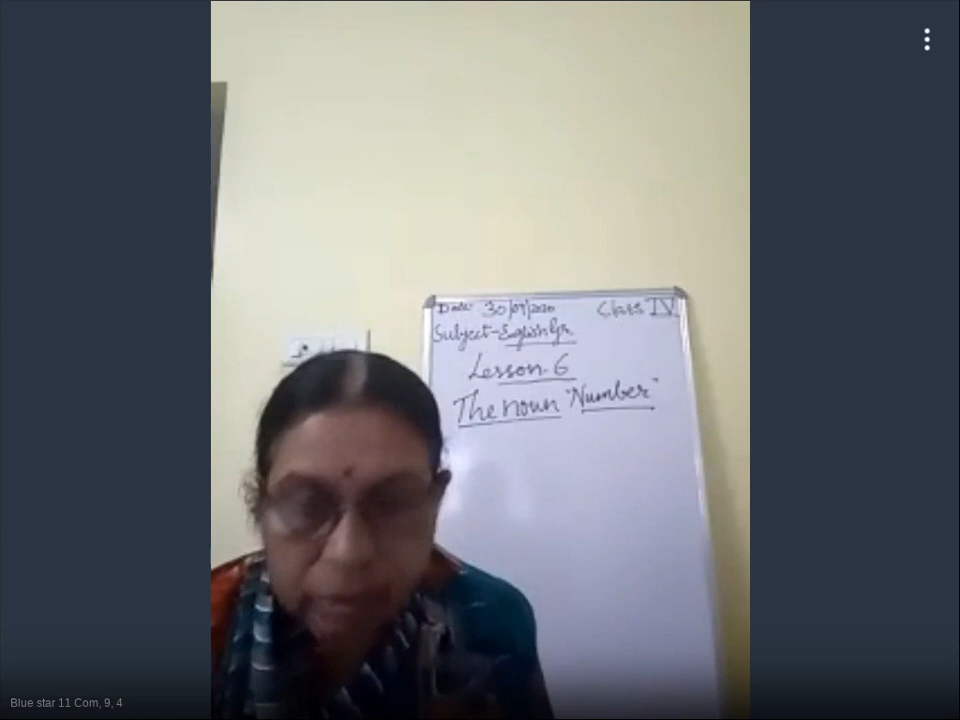 Date: 30/09/2020 Class IV
Subject-English Gr.
Lesson-6
The noun "Number"
Blue star 11 Com, 9, 4